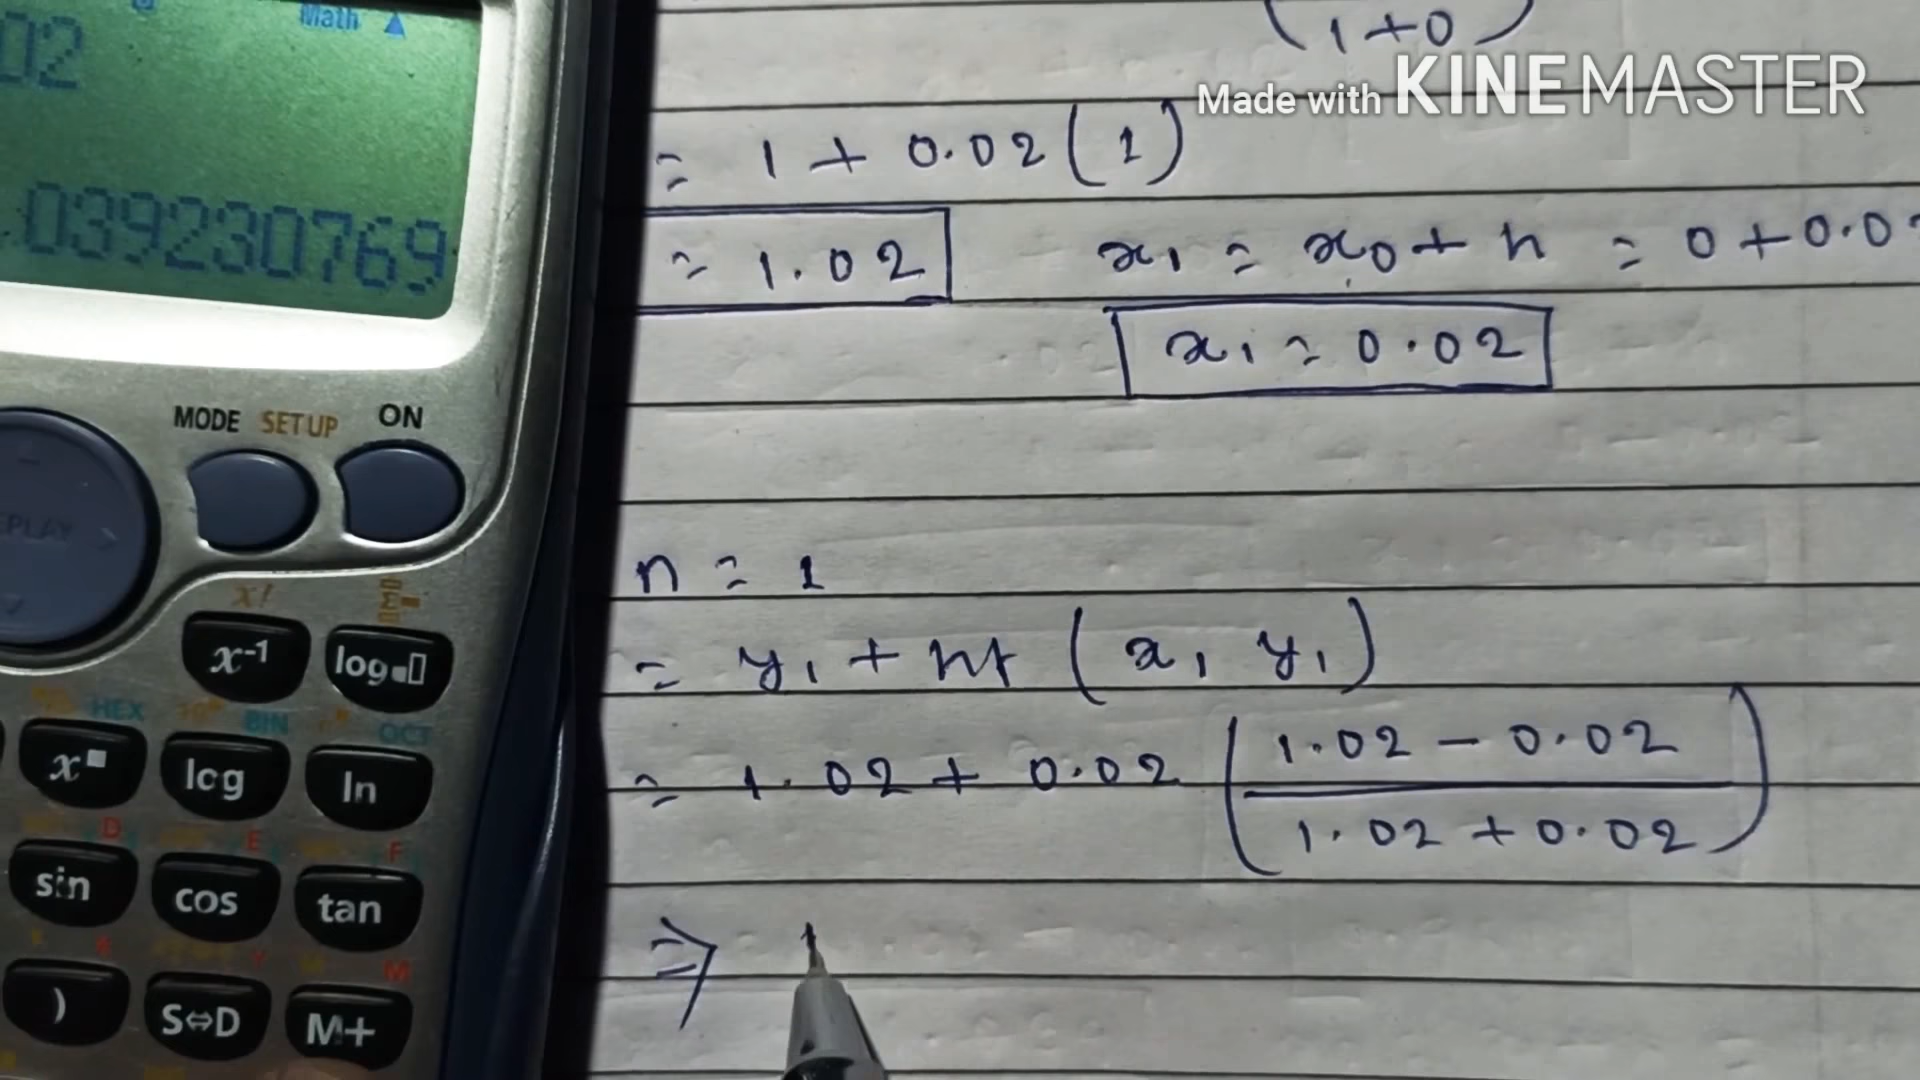 (1+0)
Made with KINEMASTER
= 1 + 0.02 (1)
= 1.02
x₁ = x₀ + h = 0 + 0.0
x₁ = 0.02
n = 1
= y₁ + hf (x₁ y₁)
= 1.02 + 0.02 (1.02 − 0.02 / 1.02 + 0.02)
⇒ 1
Math ▲
02
.039230769
MODE SETUP ON
REPLAY
x! Σ
x⁻¹ log
HEX BIN OCT
x■ log ln
D E F
sin cos tan
Y M
) S⇔D M+